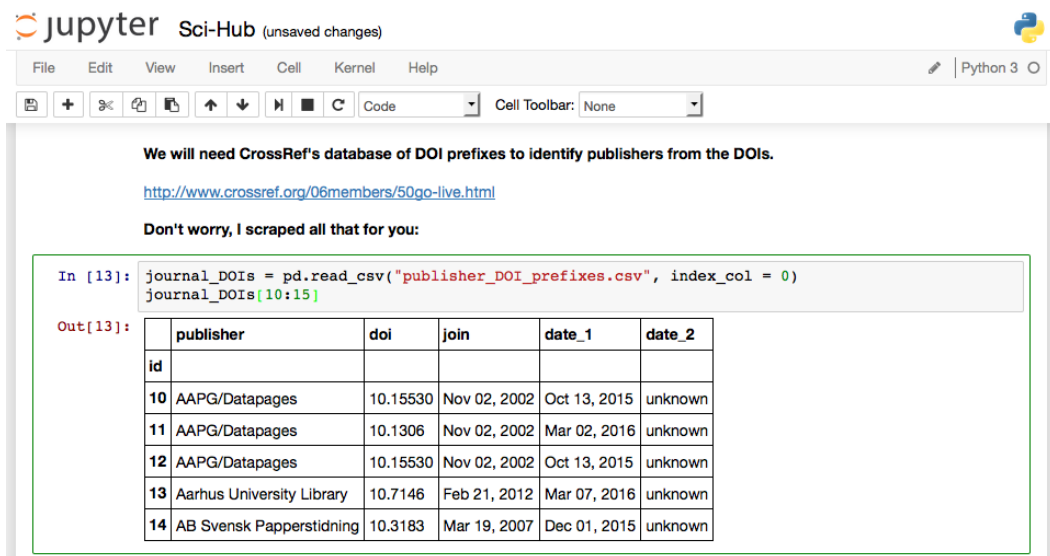 jupyter Sci-Hub (unsaved changes)
File Edit View Insert Cell Kernel Help Python 3
Code Cell Toolbar: None
We will need CrossRef's database of DOI prefixes to identify publishers from the DOIs.
http://www.crossref.org/06members/50go-live.html
Don't worry, I scraped all that for you:
In [13]: journal_DOIs = pd.read_csv("publisher_DOI_prefixes.csv", index_col = 0)
journal_DOIs[10:15]
Out[13]:
publisher doi join date_1 date_2
id
10 AAPG/Datapages 10.15530 Nov 02, 2002 Oct 13, 2015 unknown
11 AAPG/Datapages 10.1306 Nov 02, 2002 Mar 02, 2016 unknown
12 AAPG/Datapages 10.15530 Nov 02, 2002 Oct 13, 2015 unknown
13 Aarhus University Library 10.7146 Feb 21, 2012 Mar 07, 2016 unknown
14 AB Svensk Papperstidning 10.3183 Mar 19, 2007 Dec 01, 2015 unknown